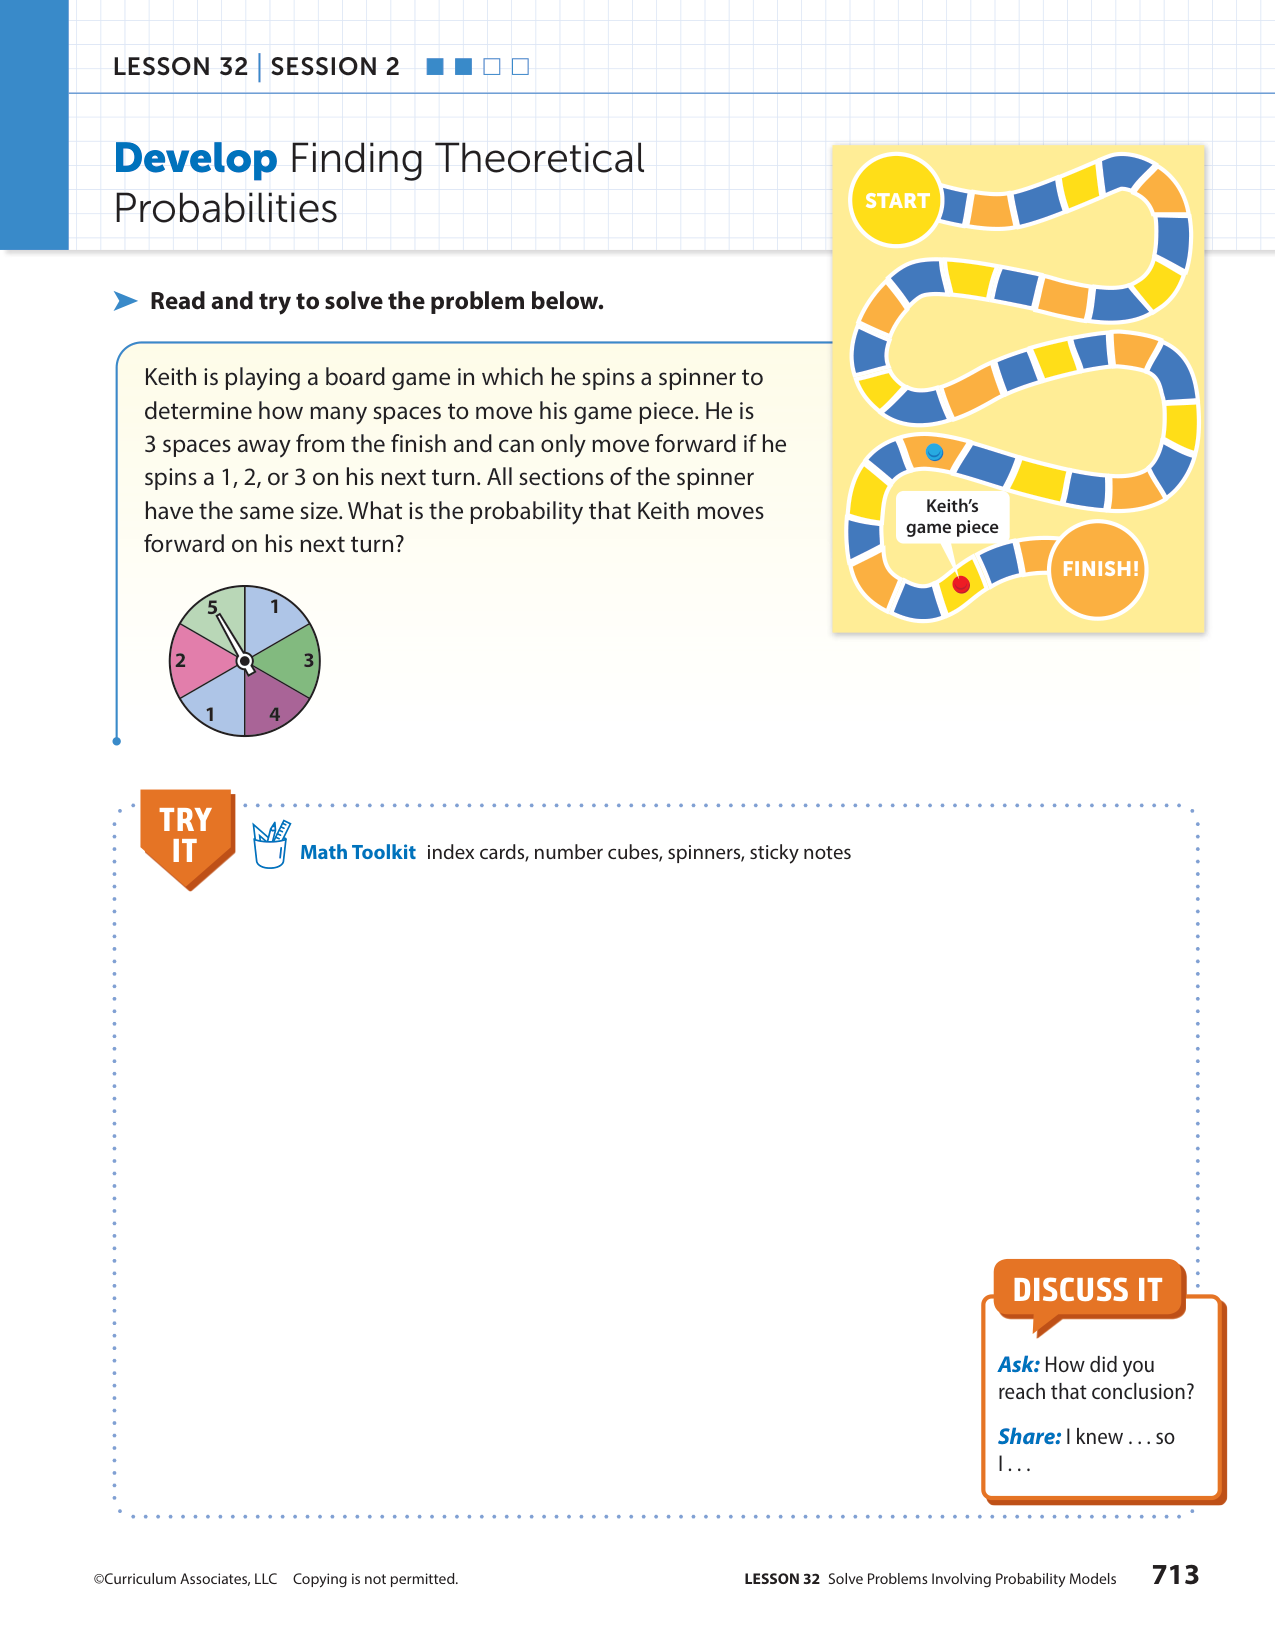 LESSON 32 | SESSION 2
Develop Finding Theoretical
Probabilities
START
Read and try to solve the problem below.
Keith is playing a board game in which he spins a spinner to
determine how many spaces to move his game piece. He is
3 spaces away from the finish and can only move forward if he
spins a 1, 2, or 3 on his next turn. All sections of the spinner
have the same size. What is the probability that Keith moves
forward on his next turn?
Keith's
game piece
FINISH!
5
1
2
3
1
4
TRY
IT
Math Toolkit index cards, number cubes, spinners, sticky notes
DISCUSS IT
Ask: How did you
reach that conclusion?
Share: I knew . . . so
I . . .
©Curriculum Associates, LLC Copying is not permitted.
LESSON 32 Solve Problems Involving Probability Models 713